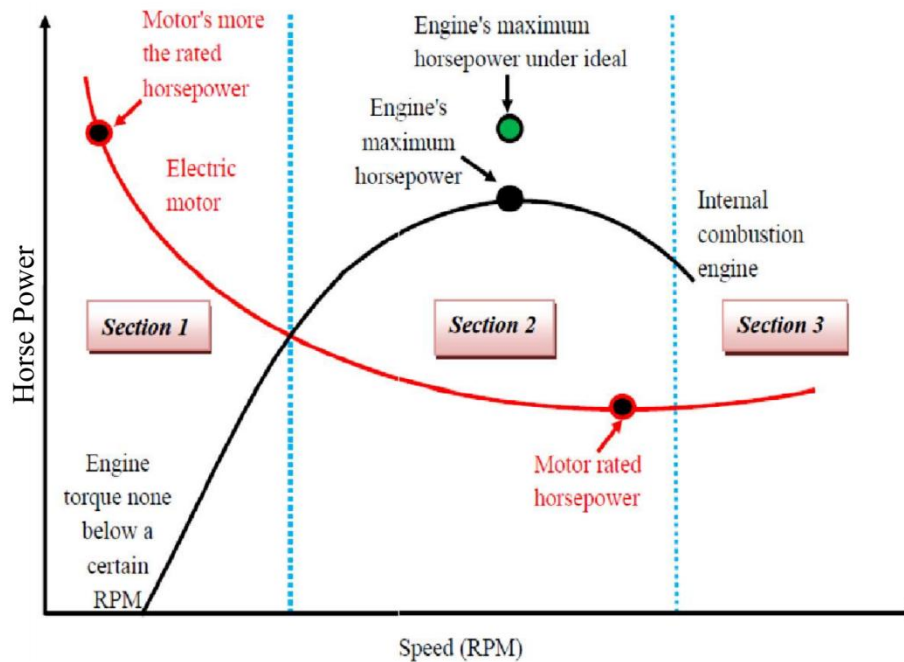 Motor's more
the rated
horsepower
Engine's maximum
horsepower under ideal
Engine's
maximum
horsepower
Electric
motor
Internal
combustion
engine
Horse Power
Section 1
Section 2
Section 3
Engine
torque none
below a
certain
RPM
Motor rated
horsepower
Speed (RPM)